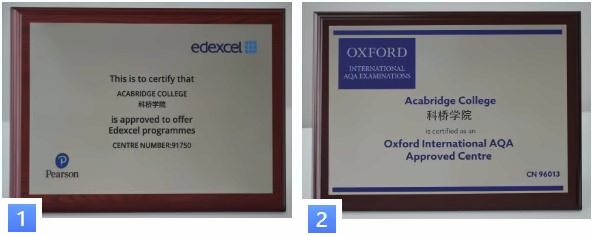 edexcel
This is to certify that
ACABRIDGE COLLEGE
科桥学院
is approved to offer
Edexcel programmes
CENTRE NUMBER:91750
Pearson
1
OXFORD
INTERNATIONAL
AQA EXAMINATIONS
Acabridge College
科桥学院
is certified as an
Oxford International AQA
Approved Centre
CN 96013
2